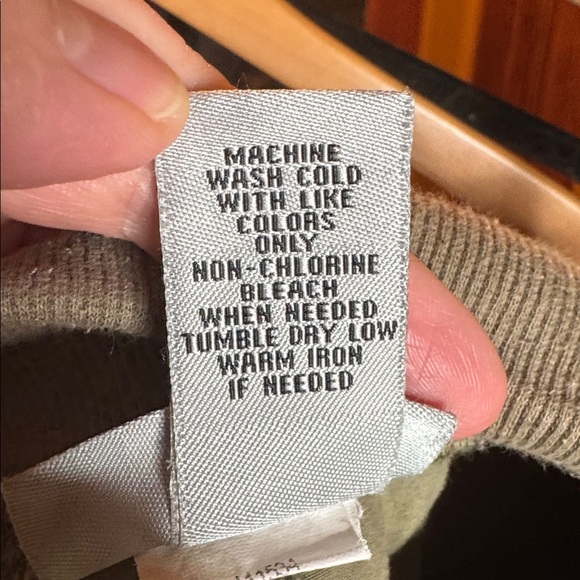 MACHINE
WASH COLD
WITH LIKE
COLORS
ONLY
NON-CHLORINE
BLEACH
WHEN NEEDED
TUMBLE DRY LOW
WARM IRON
IF NEEDED